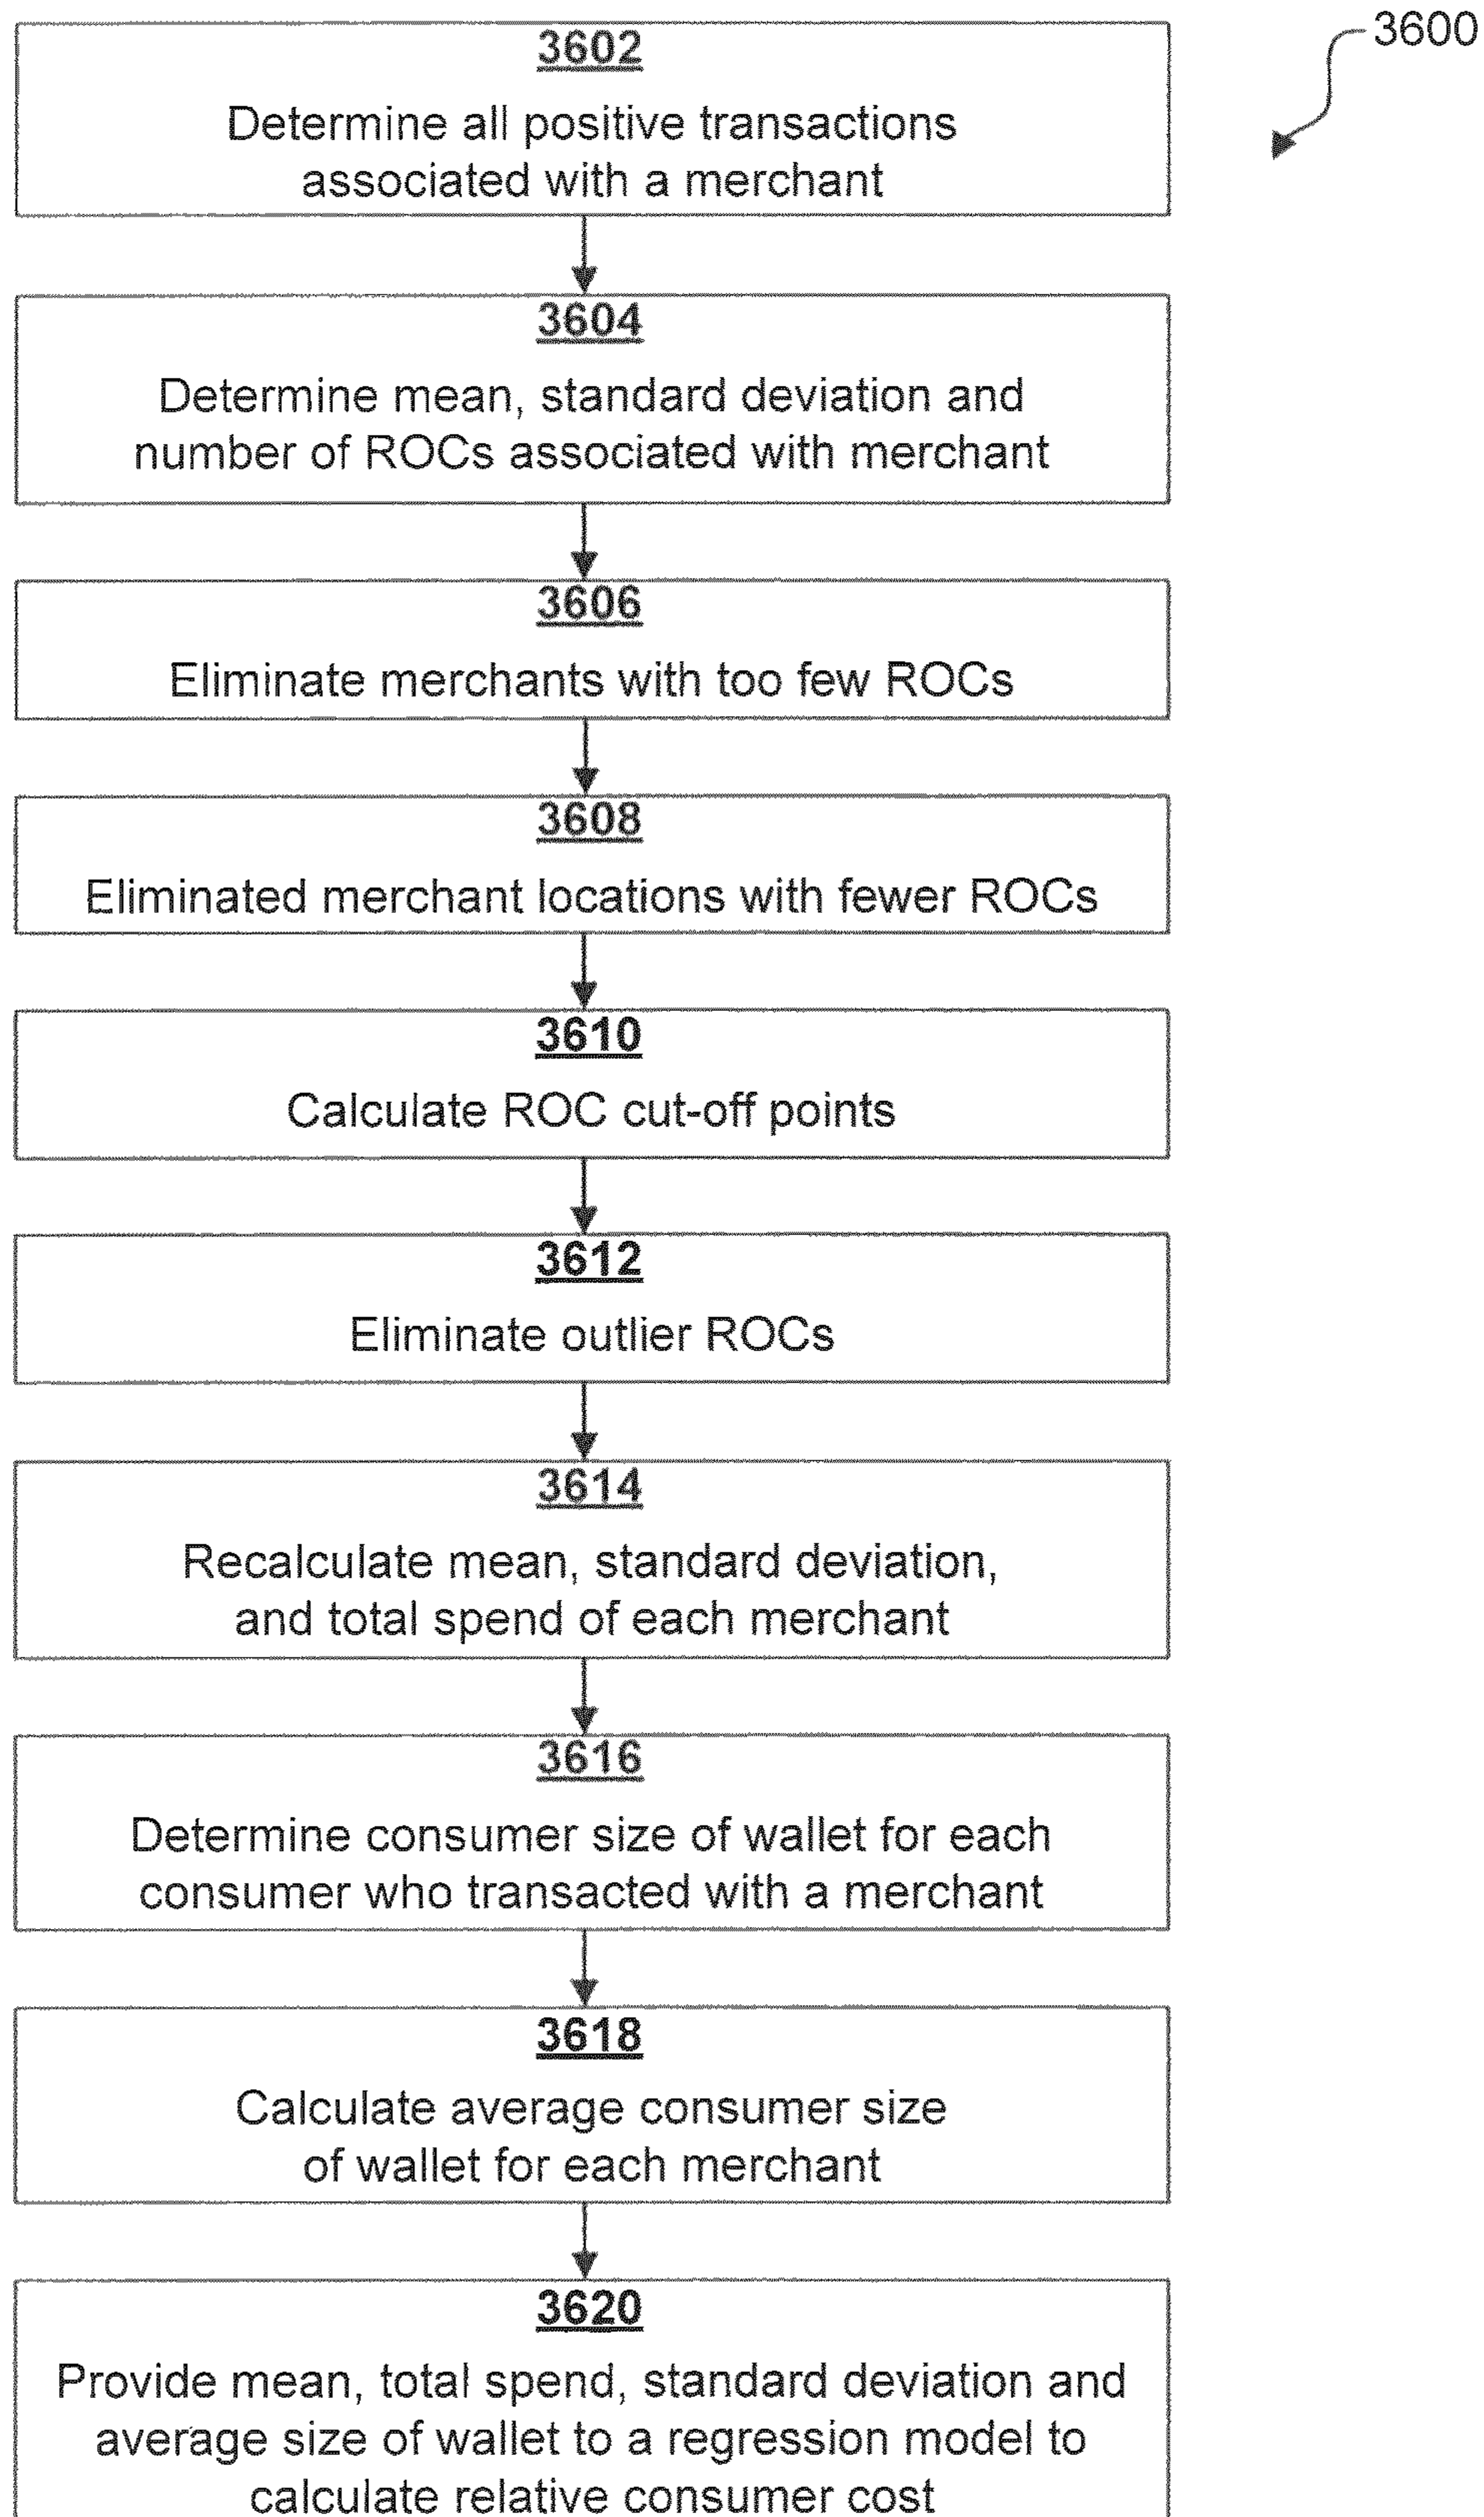 3600
3602
Determine all positive transactions
associated with a merchant
3604
Determine mean, standard deviation and
number of ROCs associated with merchant
3606
Eliminate merchants with too few ROCs
3608
Eliminated merchant locations with fewer ROCs
3610
Calculate ROC cut-off points
3612
Eliminate outlier ROCs
3614
Recalculate mean, standard deviation,
and total spend of each merchant
3616
Determine consumer size of wallet for each
consumer who transacted with a merchant
3618
Calculate average consumer size
of wallet for each merchant
3620
Provide mean, total spend, standard deviation and
average size of wallet to a regression model to
calculate relative consumer cost